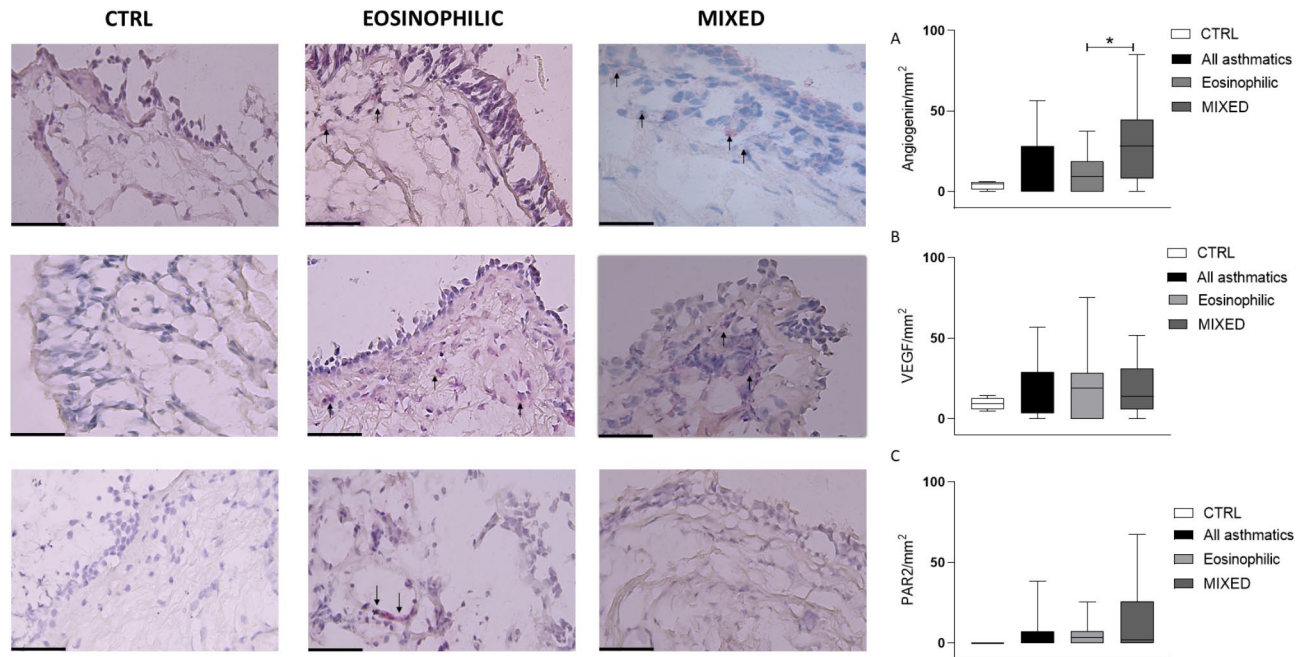 CTRL
EOSINOPHILIC
MIXED
A
Angiogenin/mm²
100
50
0
*
CTRL
All asthmatics
Eosinophilic
MIXED
B
VEGF/mm²
100
50
0
CTRL
All asthmatics
Eosinophilic
MIXED
C
PAR2/mm²
100
50
0
CTRL
All asthmatics
Eosinophilic
MIXED